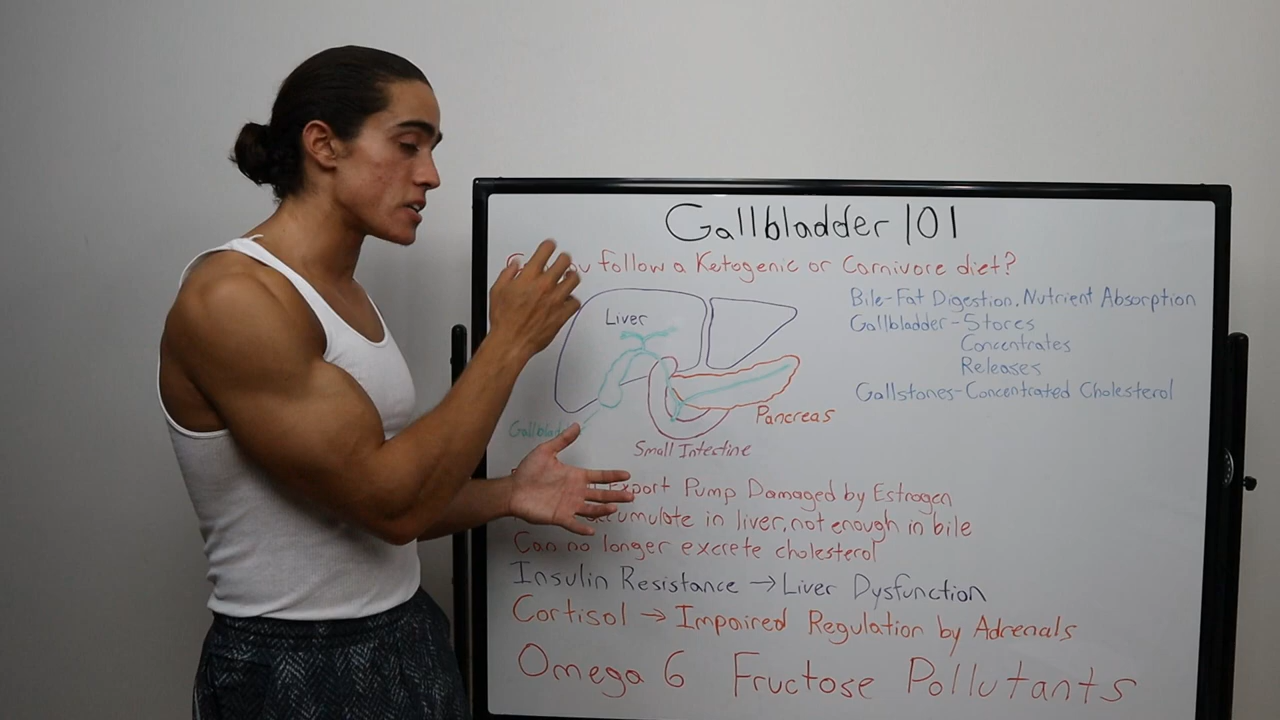 Gallbladder 101
follow a Ketogenic or Carnivore diet?
Liver
Bile-Fat Digestion, Nutrient Absorption
Gallbladder-Stores
Concentrates
Releases
Gallstones-Concentrated Cholesterol
Pancreas
Small Intestine
Export Pump Damaged by Estrogen
in liver, not enough in bile
Can no longer excrete cholesterol
Insulin Resistance → Liver Dysfunction
Cortisol → Impaired Regulation by Adrenals
Omega 6 Fructose Pollutants